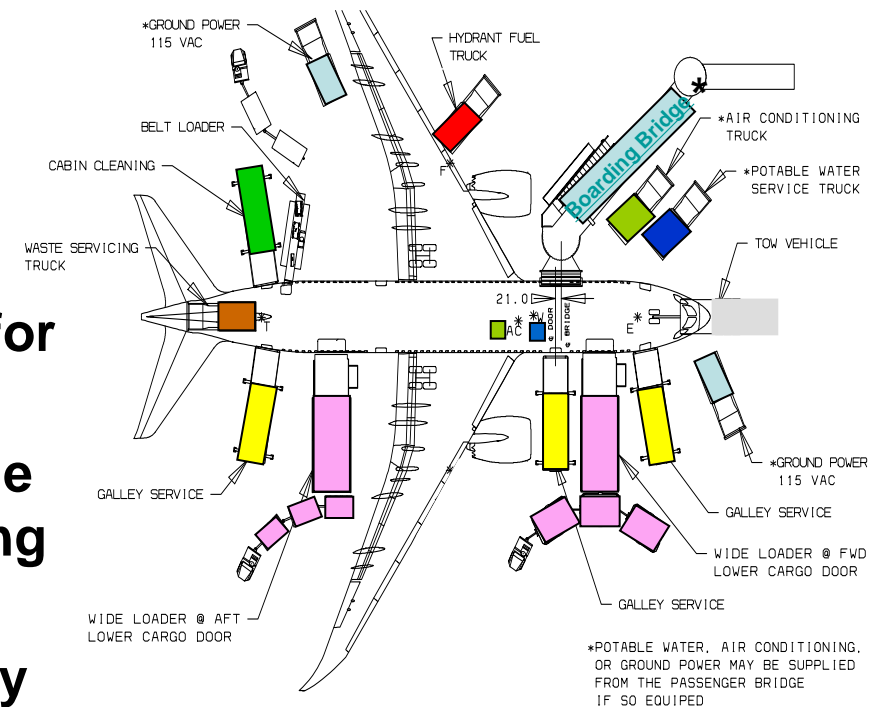 *GROUND POWER
115 VAC
HYDRANT FUEL
TRUCK
BELT LOADER
Boarding Bridge
*
*AIR CONDITIONING
TRUCK
CABIN CLEANING
*POTABLE WATER
SERVICE TRUCK
F*
WASTE SERVICING
TRUCK
TOW VEHICLE
21.0
for
*T
AC*
*W
℄ DOOR
℄ BRIDGE
E*
e
ng
y
GALLEY SERVICE
*GROUND POWER
115 VAC
GALLEY SERVICE
WIDE LOADER @ FWD
LOWER CARGO DOOR
GALLEY SERVICE
WIDE LOADER @ AFT
LOWER CARGO DOOR
*POTABLE WATER, AIR CONDITIONING,
OR GROUND POWER MAY BE SUPPLIED
FROM THE PASSENGER BRIDGE
IF SO EQUIPED